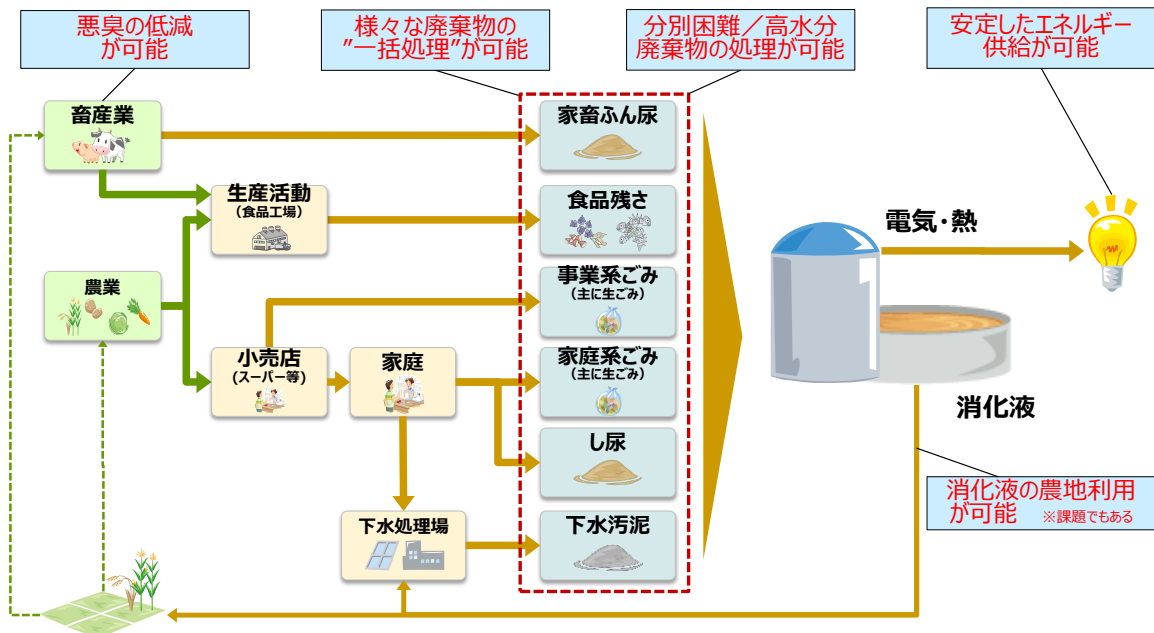 悪臭の低減
が可能
様々な廃棄物の
”一括処理”が可能
分別困難／高水分
廃棄物の処理が可能
安定したエネルギー
供給が可能
畜産業
家畜ふん尿
生産活動
(食品工場)
食品残さ
電気・熱
農業
事業系ごみ
(主に生ごみ)
小売店
(スーパー等)
家庭
家庭系ごみ
(主に生ごみ)
消化液
し尿
消化液の農地利用
が可能 ※課題でもある
下水処理場
下水汚泥